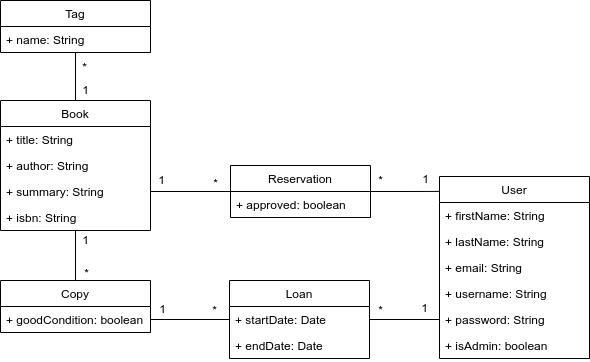 Tag
+ name: String
*
1
Book
+ title: String
+ author: String
+ summary: String
+ isbn: String
1
*
Reservation
+ approved: boolean
*
1
User
+ firstName: String
+ lastName: String
+ email: String
+ username: String
+ password: String
+ isAdmin: boolean
1
*
Copy
+ goodCondition: boolean
1
*
Loan
+ startDate: Date
+ endDate: Date
*
1